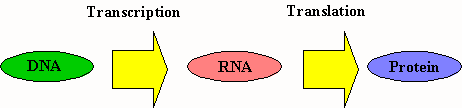 Transcription
Translation
DNA
RNA
Protein